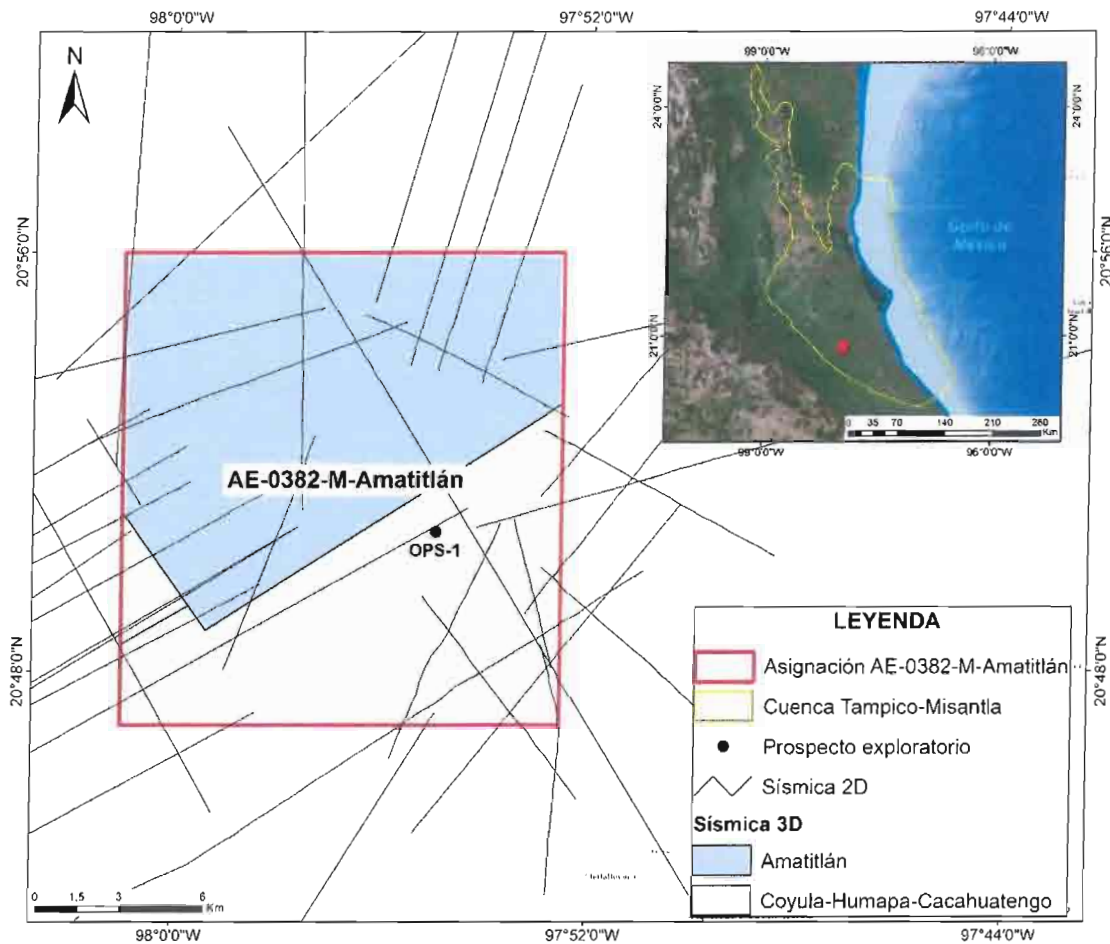 98°0'0"W
97°52'0"W
97°44'0"W
N
99°0'0"W
96°0'0"W
24°0'0"N
24°0'0"N
Golfo de
México
21°0'0"N
21°0'0"N
0 35 70 140 210 280
Km
99°0'0"W
96°0'0"W
20°56'0"N
20°56'0"N
AE-0382-M-Amatitlán
OPS-1
LEYENDA
Asignación AE-0382-M-Amatitlán
Cuenca Tampico-Misantla
Prospecto exploratorio
Sísmica 2D
Sísmica 3D
Amatitlán
Coyula-Humapa-Cacahuatengo
20°48'0"N
20°48'0"N
0 1,5 3 6
Km
98°0'0"W
97°52'0"W
97°44'0"W